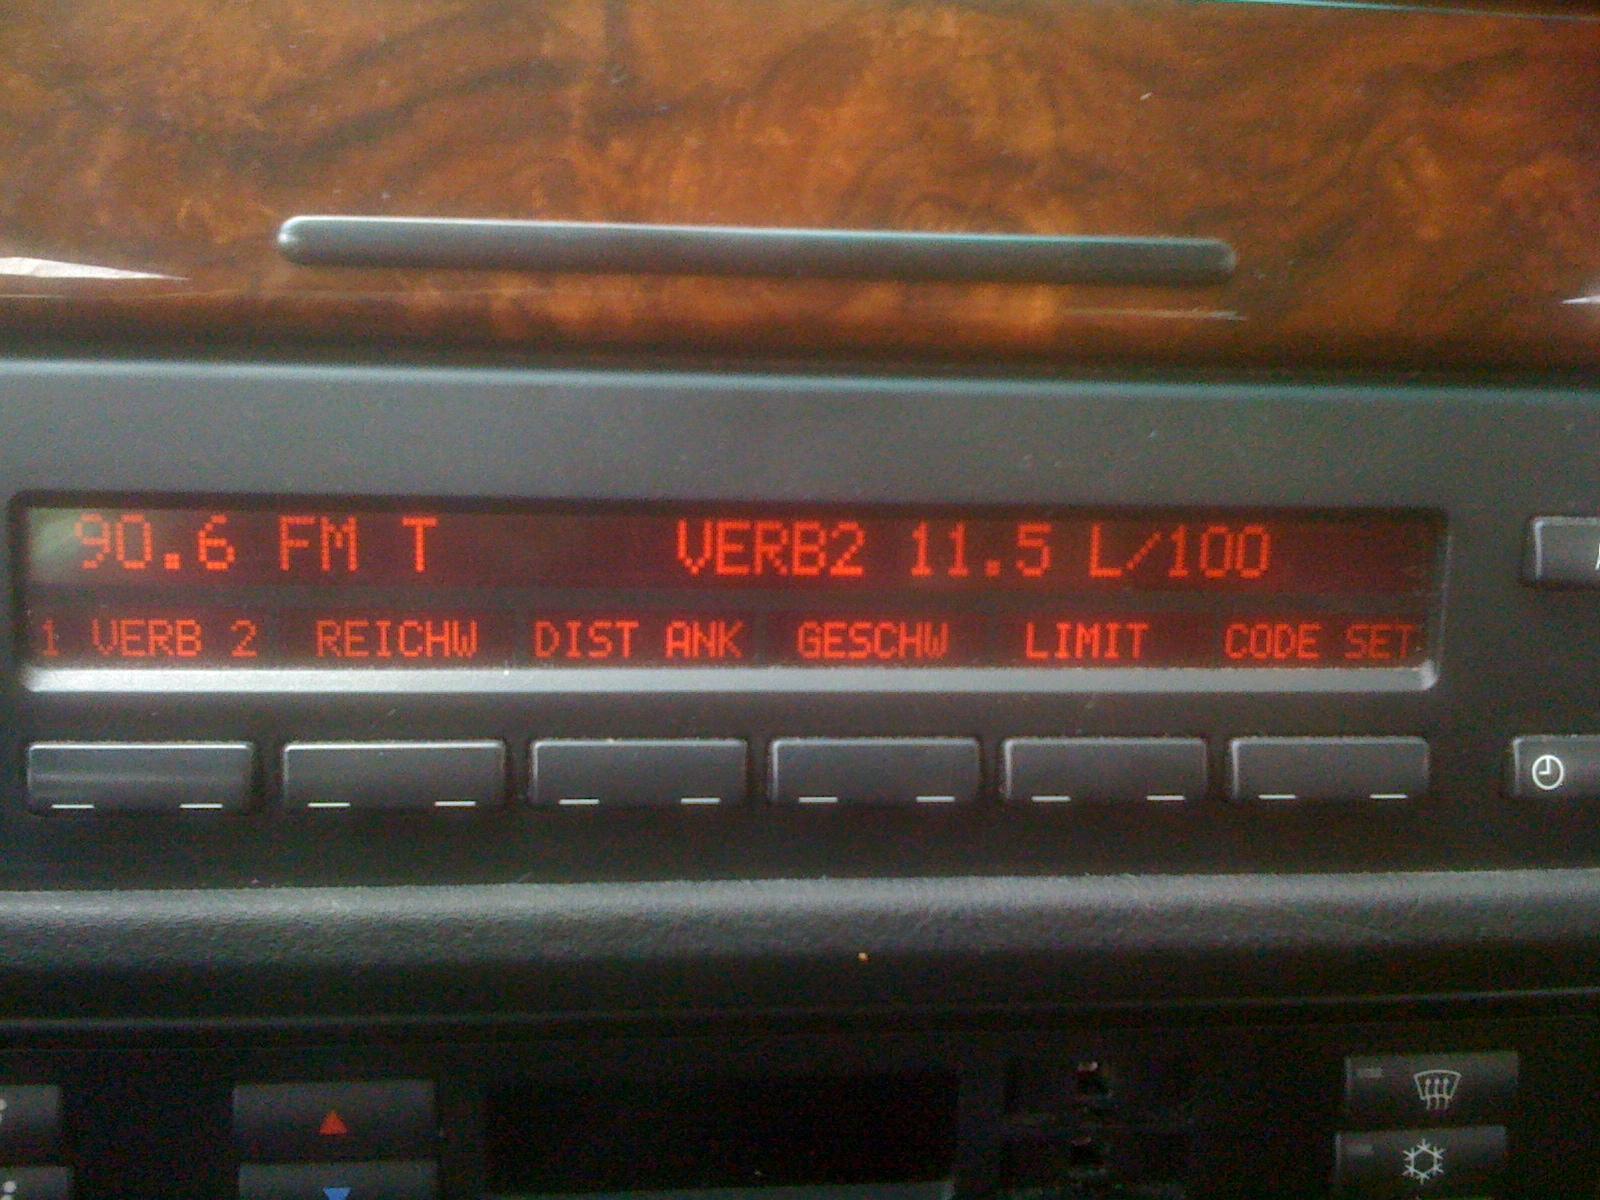 90.6 FM T VERB2 11.5 L/100
1 VERB 2 REICHW DIST ANK GESCHW LIMIT CODE SET